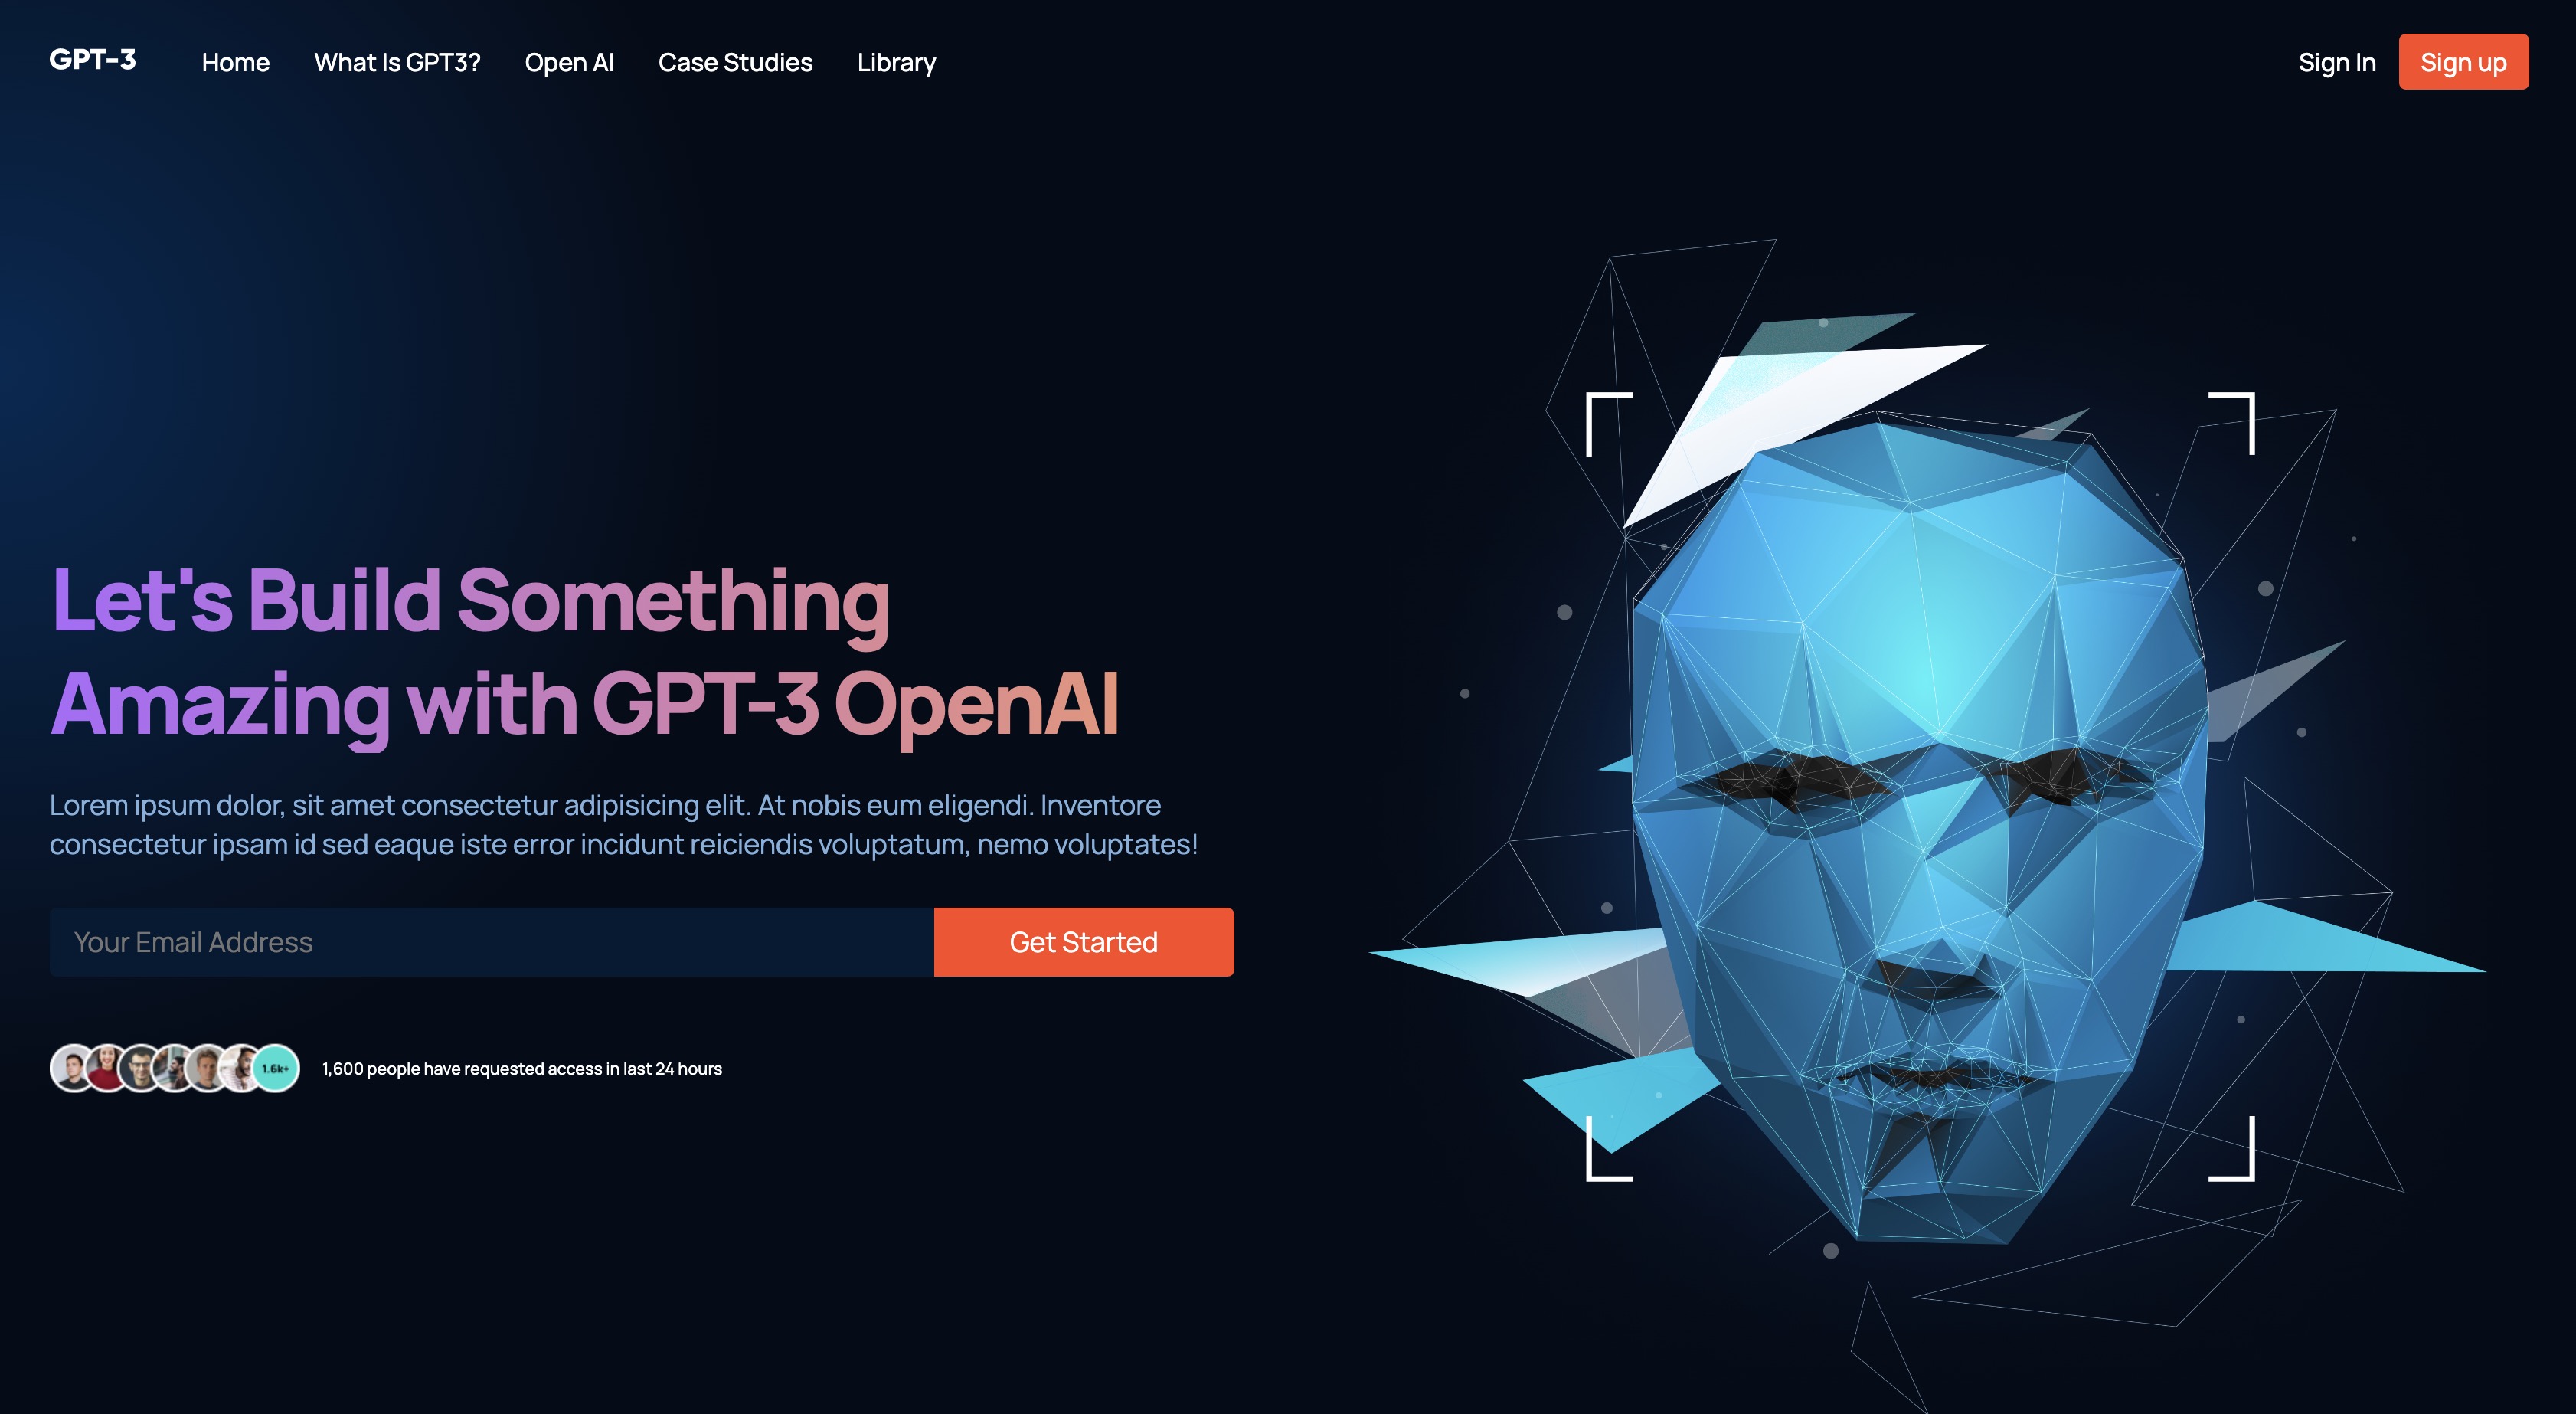 GPT-3
Home
What Is GPT3?
Open AI
Case Studies
Library
Sign In
Sign up
Let's Build Something
Amazing with GPT-3 OpenAI
Lorem ipsum dolor, sit amet consectetur adipisicing elit. At nobis eum eligendi. Inventore
consectetur ipsam id sed eaque iste error incidunt reiciendis voluptatum, nemo voluptates!
Your Email Address
Get Started
1.6k+
1,600 people have requested access in last 24 hours